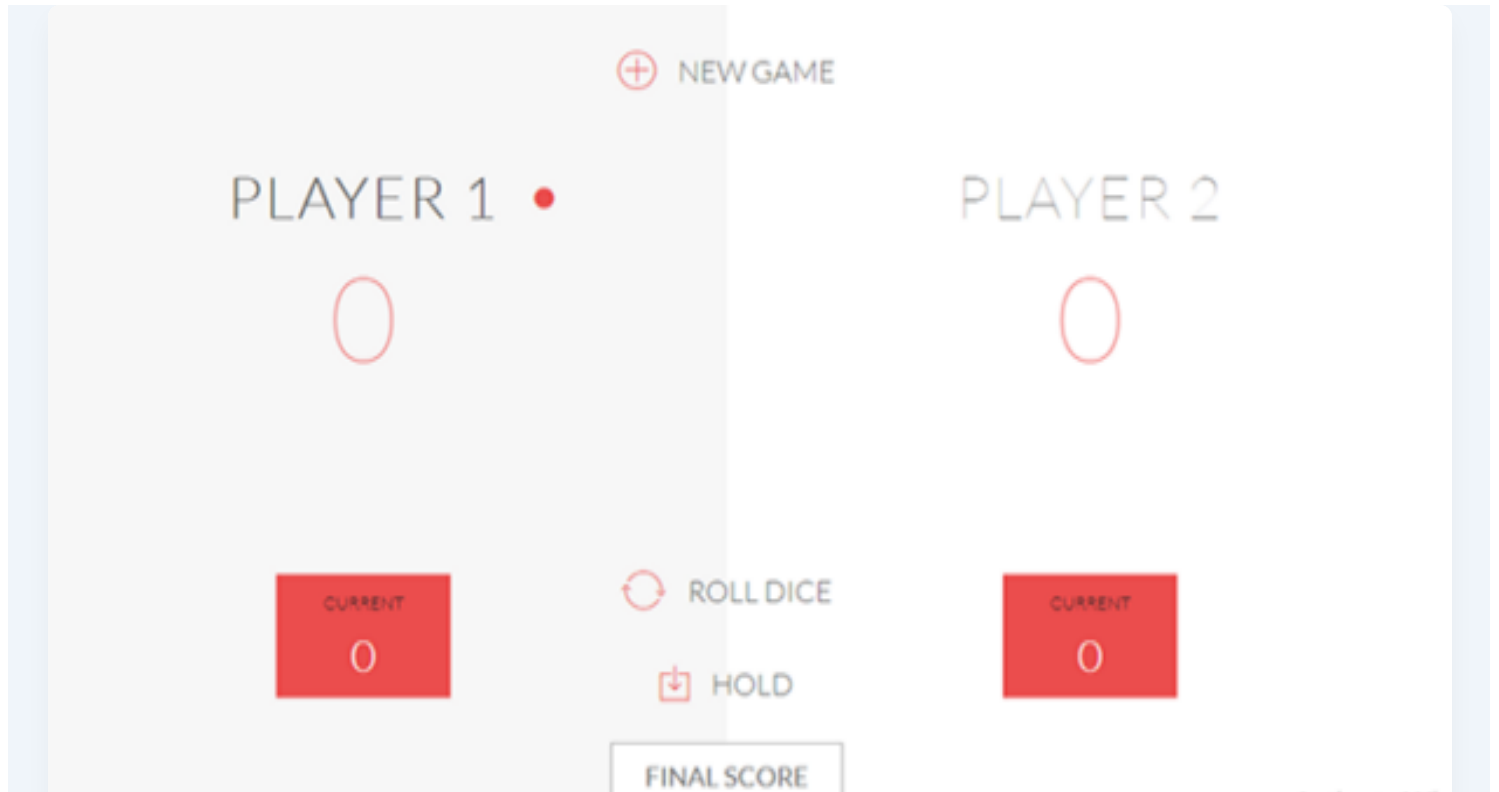 NEW GAME
PLAYER 1
PLAYER 2
0
0
ROLL DICE
CURRENT
0
CURRENT
0
HOLD
FINAL SCORE